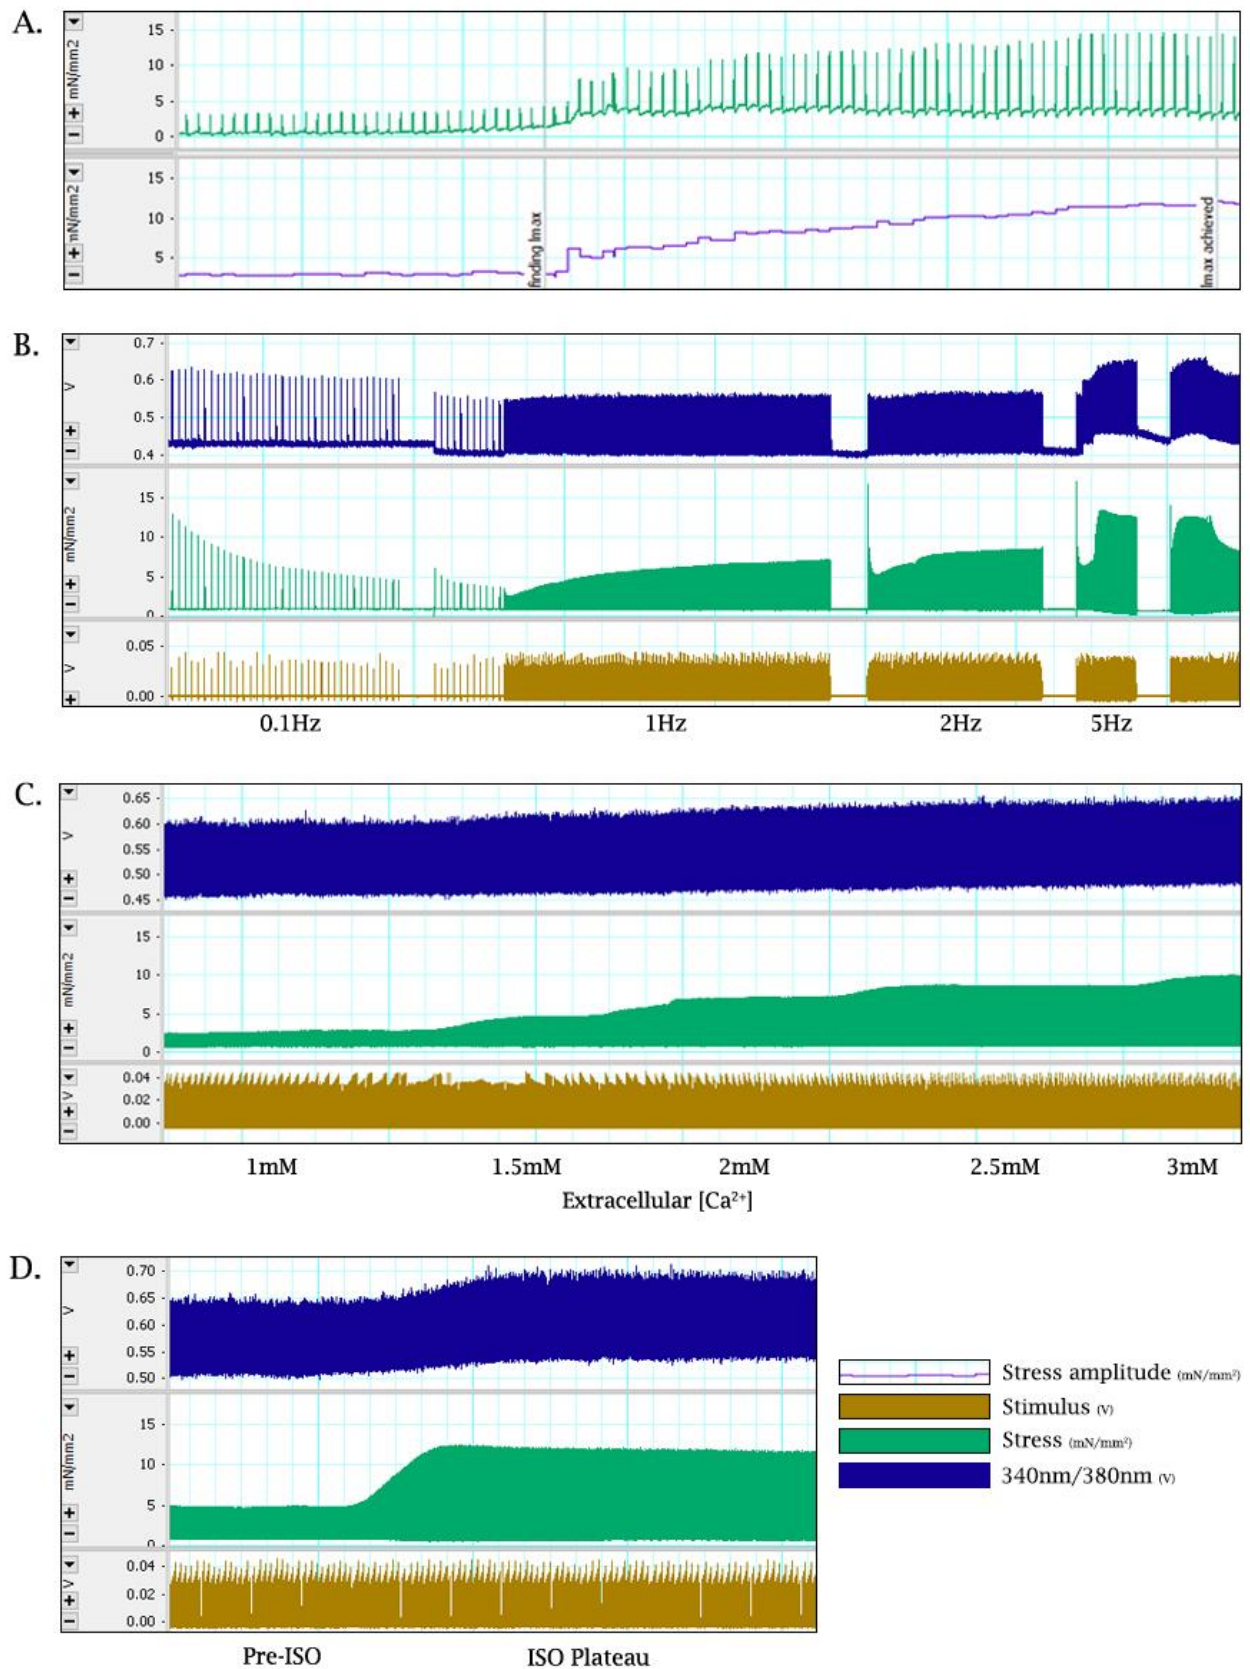 A.
15
10
5
0
mN/mm2
15
10
5
mN/mm2
finding lmax
lmax achieved
B.
0.7
0.6
0.5
0.4
V
15
10
5
0
mN/mm2
0.05
0.00
V
0.1Hz 1Hz 2Hz 5Hz
C.
0.65
0.60
0.55
0.50
0.45
V
15
10
5
0
mN/mm2
0.04
0.02
0.00
V
1mM 1.5mM 2mM 2.5mM 3mM
Extracellular [Ca²⁺]
D.
0.70
0.65
0.60
0.55
0.50
V
15
10
5
0
mN/mm2
0.04
0.02
0.00
V
Pre-ISO ISO Plateau
Stress amplitude (mN/mm²)
Stimulus (V)
Stress (mN/mm²)
340nm/380nm (V)